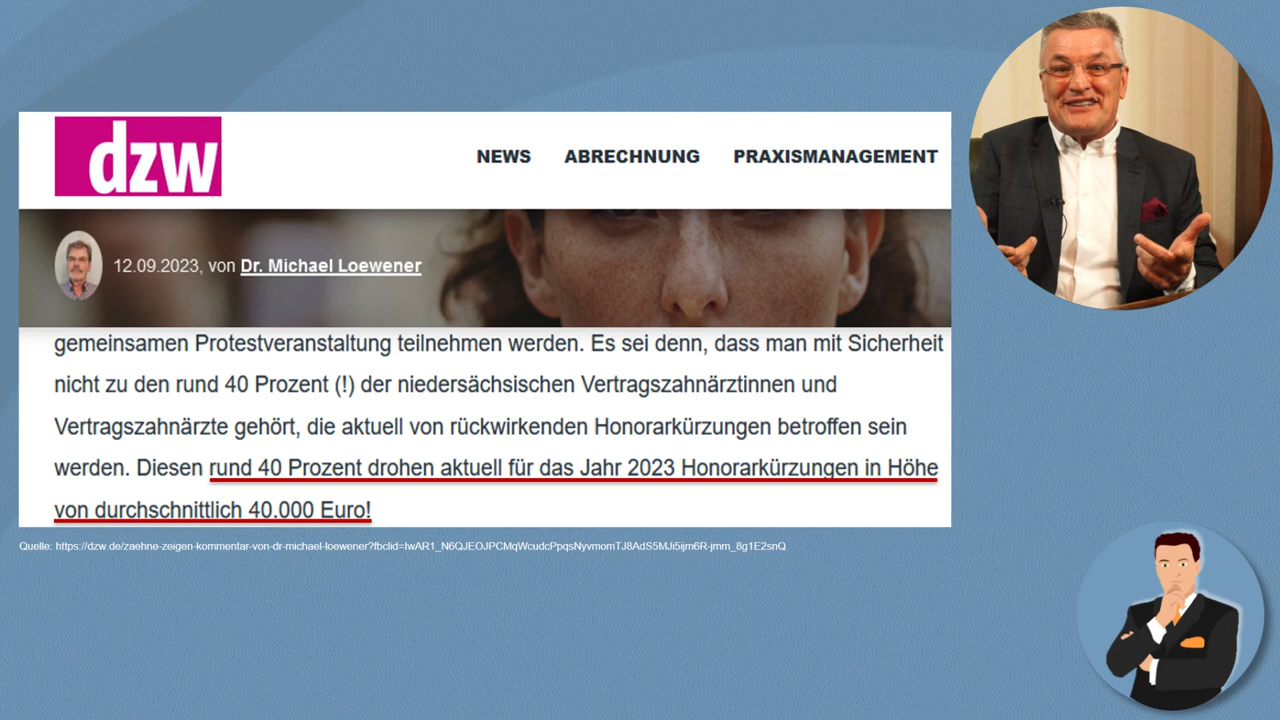 dzw
NEWS ABRECHNUNG PRAXISMANAGEMENT
12.09.2023, von Dr. Michael Loewener
gemeinsamen Protestveranstaltung teilnehmen werden. Es sei denn, dass man mit Sicherheit
nicht zu den rund 40 Prozent (!) der niedersächsischen Vertragszahnärztinnen und
Vertragszahnärzte gehört, die aktuell von rückwirkenden Honorarkürzungen betroffen sein
werden. Diesen rund 40 Prozent drohen aktuell für das Jahr 2023 Honorarkürzungen in Höhe
von durchschnittlich 40.000 Euro!
Quelle: https://dzw.de/zaehne-zeigen-kommentar-von-dr-michael-loewener?fbclid=IwAR1_N6QJEOJPCMqWcudcPpqsNyvmomTJ8AdS5MJi5ijm6R-jmm_8g1E2snQ